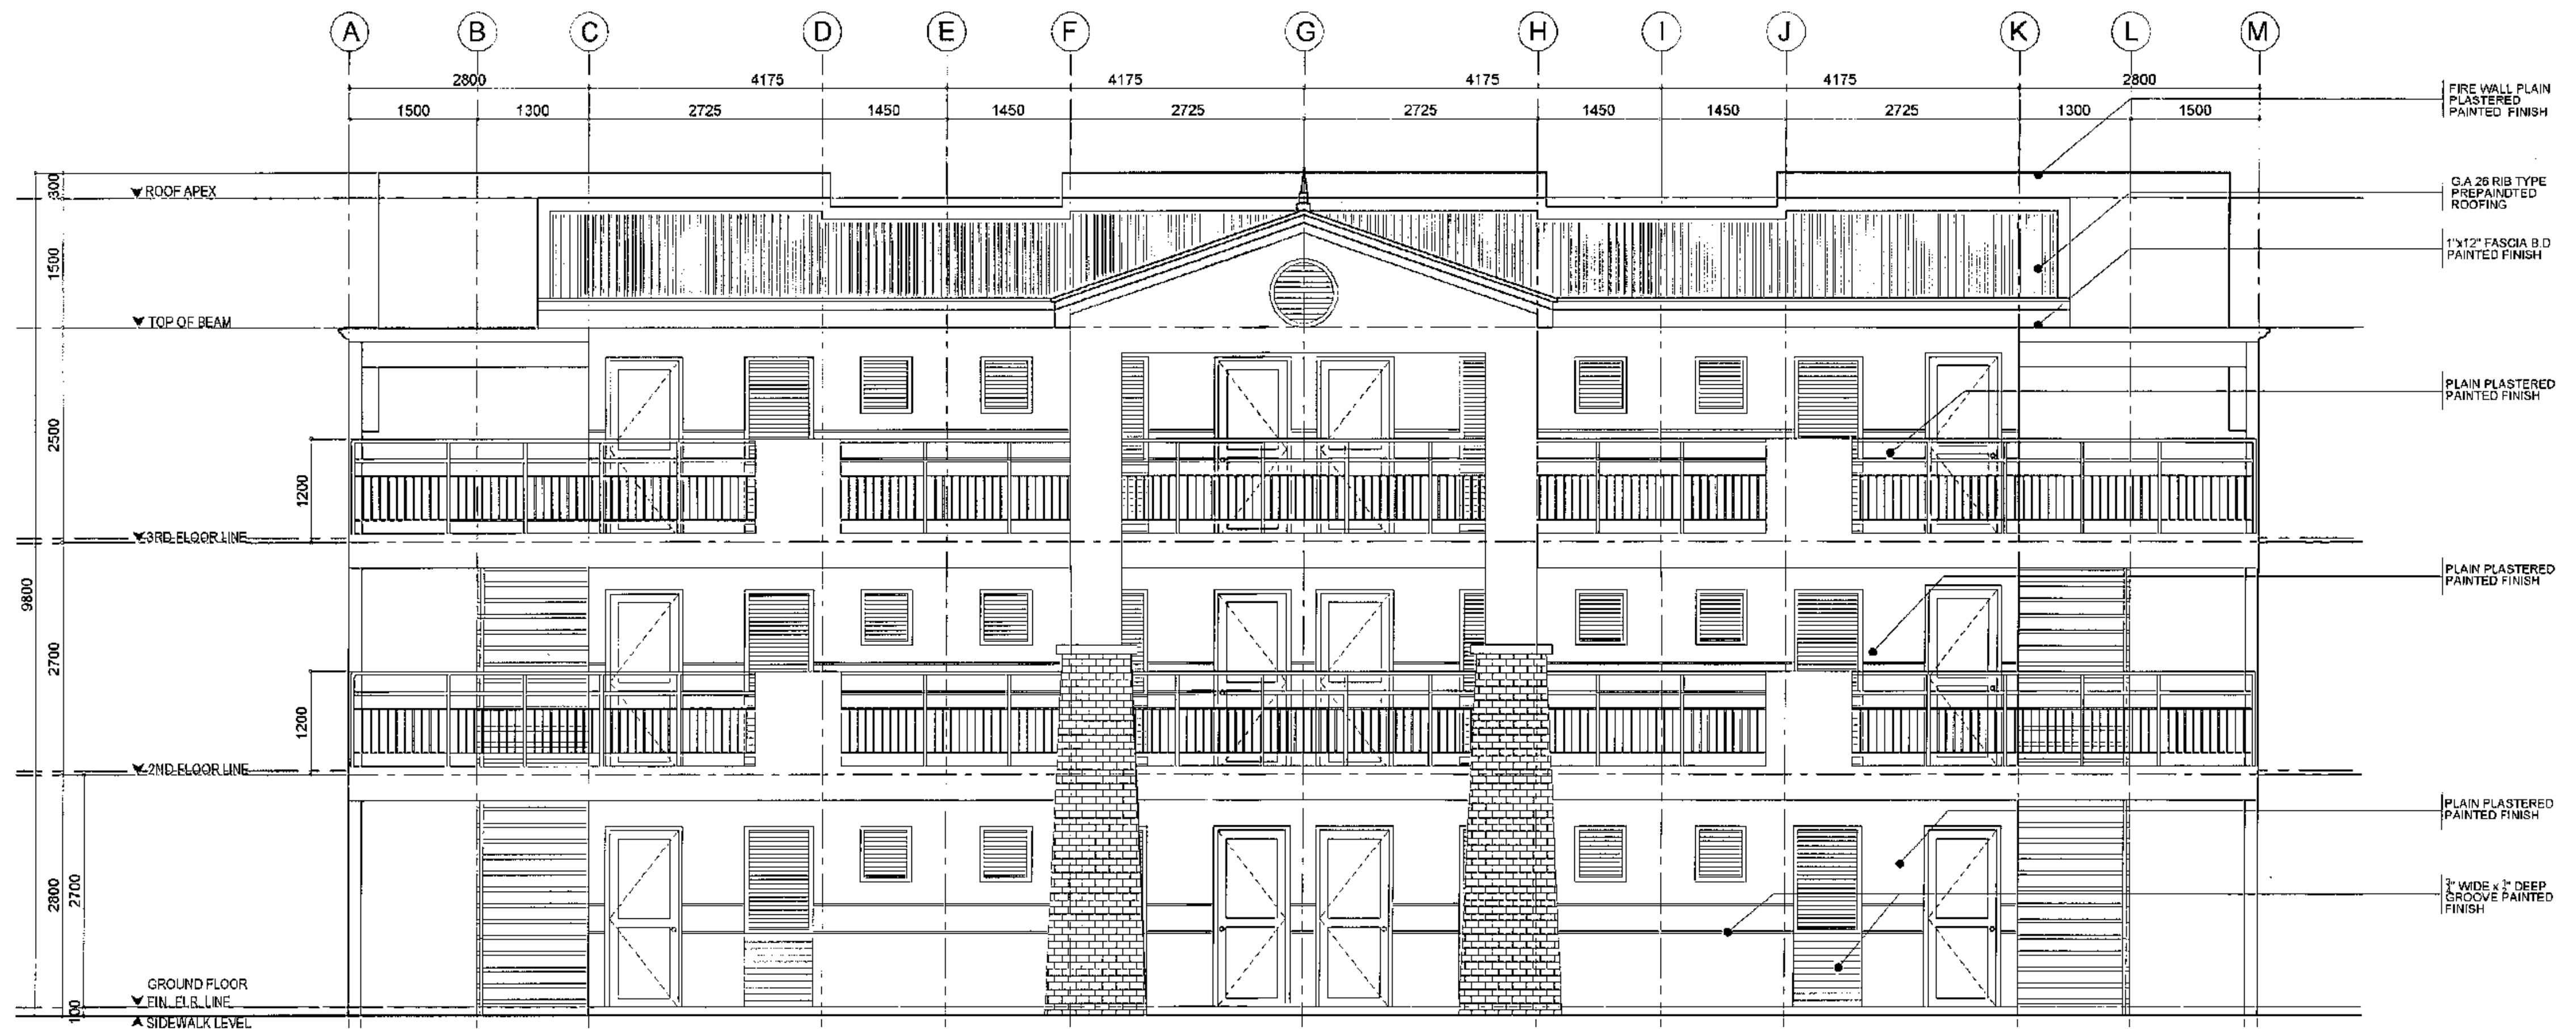 A B C D E F G H I J K L M
2800 4175 4175 4175 4175 2800
1500 1300 2725 1450 1450 2725 2725 1450 1450 2725 1300 1500
FIRE WALL PLAIN
PLASTERED
PAINTED FINISH
300
ROOF APEX
G.A.26 RIB TYPE
PREPAINDTED
ROOFING
1500
1"x12" FASCIA B.D
PAINTED FINISH
TOP OF BEAM
PLAIN PLASTERED
PAINTED FINISH
2500
1200
3RD FLOOR LINE
PLAIN PLASTERED
PAINTED FINISH
9800
2700
1200
2ND FLOOR LINE
PLAIN PLASTERED
PAINTED FINISH
2800
2700
WIDE x DEEP
GROOVE PAINTED
FINISH
GROUND FLOOR
FIN. FLR. LINE
100
SIDEWALK LEVEL